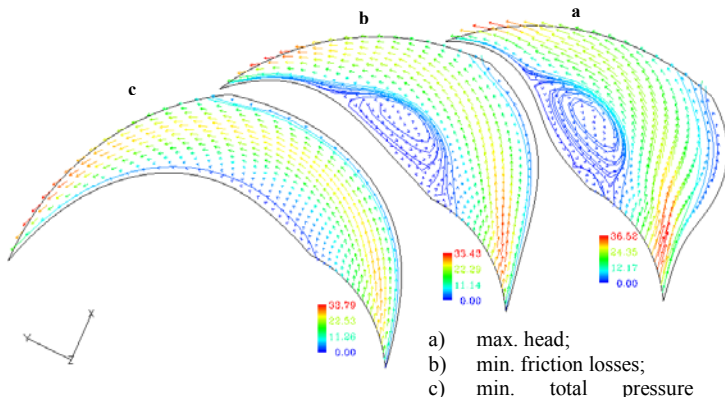 b
a
c
36.52
24.35
12.17
0.00
33.43
22.29
11.14
0.00
33.79
22.53
11.26
0.00
X
Y
Z
a) max. head;
b) min. friction losses;
c) min. total pressure